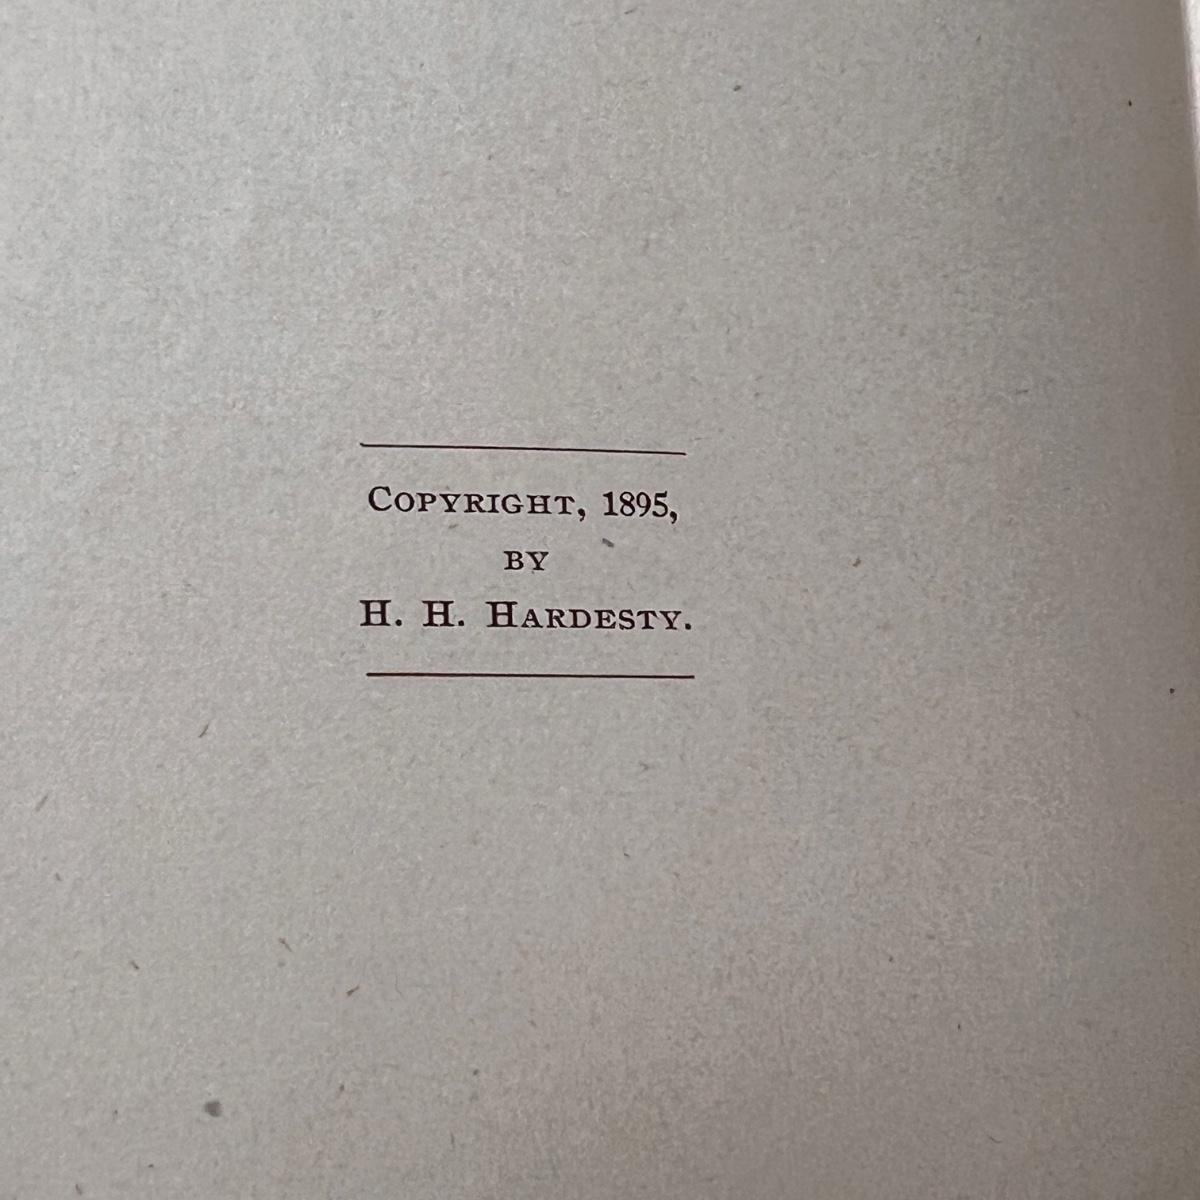 Copyright, 1895,
by
H. H. Hardesty.